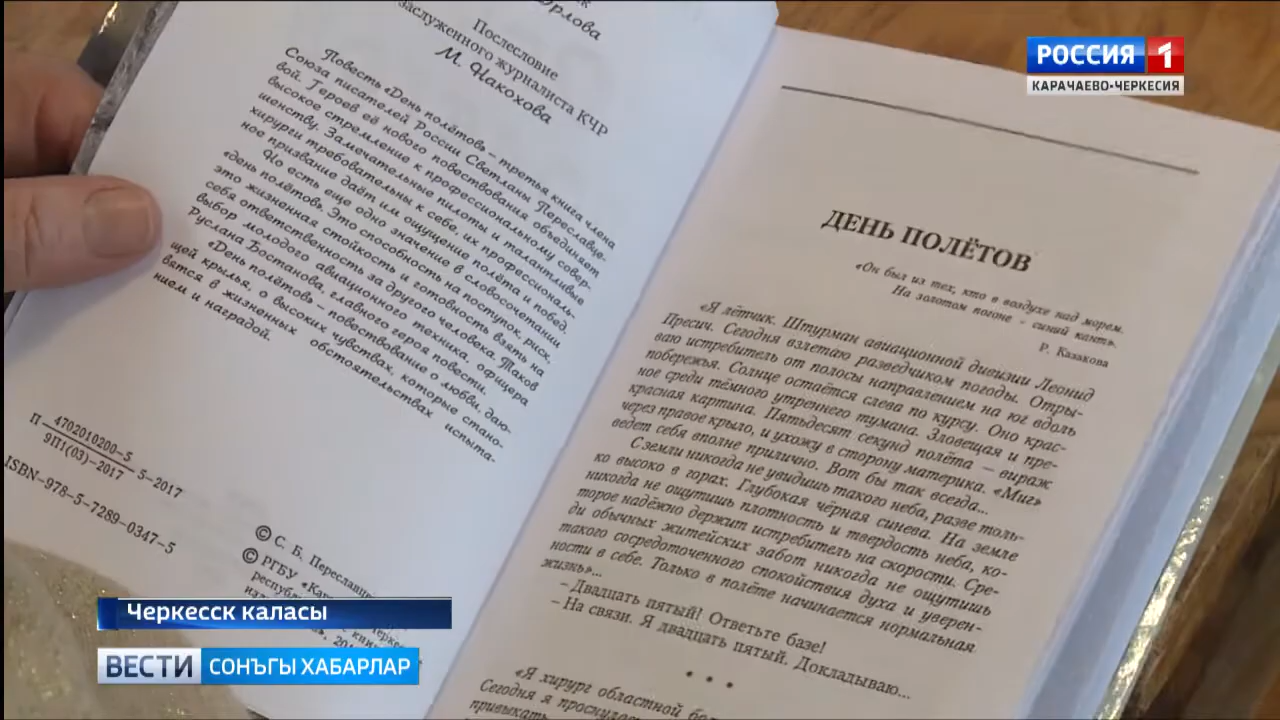 Орлова
Послесловие
заслуженного журналиста КЧР
М. Накохова
Повесть «День полётов» – третья книга члена
Союза писателей России Светланы Переславце-
вой. Героев её нового повествования объединяет
высокое стремление к профессиональному совер-
шенству. Замечательные пилоты и талантливые
хирурги требовательны к себе, их профессиональ-
ное призвание даёт им ощущение полёта и побед.
Но есть еще одно значение в словосочетании
«день полётов». Это способность на поступок, риск,
это жизненная стойкость и готовность взять на
себя ответственность за другого человека. Таков
выбор молодого авиационного техника, офицера
Руслана Бостанова, главного героя повести.
«День полётов» – повествование о любви, даю-
щей крылья, о высоких чувствах, которые стано-
вятся в жизненных обстоятельствах испыта-
нием и наградой.
П 4702010200–5 5–2017
9П1(03)–2017
ISBN–978–5–7289–0347–5
© С. Б. Переславц
© РГБУ «Кар
респу
РОССИЯ 1
КАРАЧАЕВО-ЧЕРКЕСИЯ
ДЕНЬ ПОЛЁТОВ
«Он был из тех, кто в воздухе над морем.
На золотом погоне - синий кант».
Р. Казакова
«Я лётчик. Штурман авиационной дивизии Леонид
Пресич. Сегодня взлетаю разведчиком погоды. Отры-
ваю истребитель от полосы направлением на юг вдоль
побережья. Солнце остаётся слева по курсу. Оно крас-
ное среди тёмного утреннего тумана. Зловещая и пре-
красная картина. Пятьдесят секунд полёта – вираж
через правое крыло, и ухожу в сторону материка. «Миг»
ведет себя вполне прилично. Вот бы так всегда...
С земли никогда не увидишь такого неба, разве толь-
ко высоко в горах. Глубокая чёрная синева. На земле
никогда не ощутишь плотность и твердость неба, ко-
торое надёжно держит истребитель на скорости. Сре-
ди обычных житейских забот никогда не ощутишь
такого сосредоточенного спокойствия духа и уверен-
ности в себе. Только в полёте начинается нормальная
жизнь»...
– Двадцать пятый! Ответьте базе!
– На связи. Я двадцать пятый. Докладываю...
• • •
«Я хирург областной
Сегодня я
привыкать
Черкесск каласы
ВЕСТИ СОНЪГЫ ХАБАРЛАР